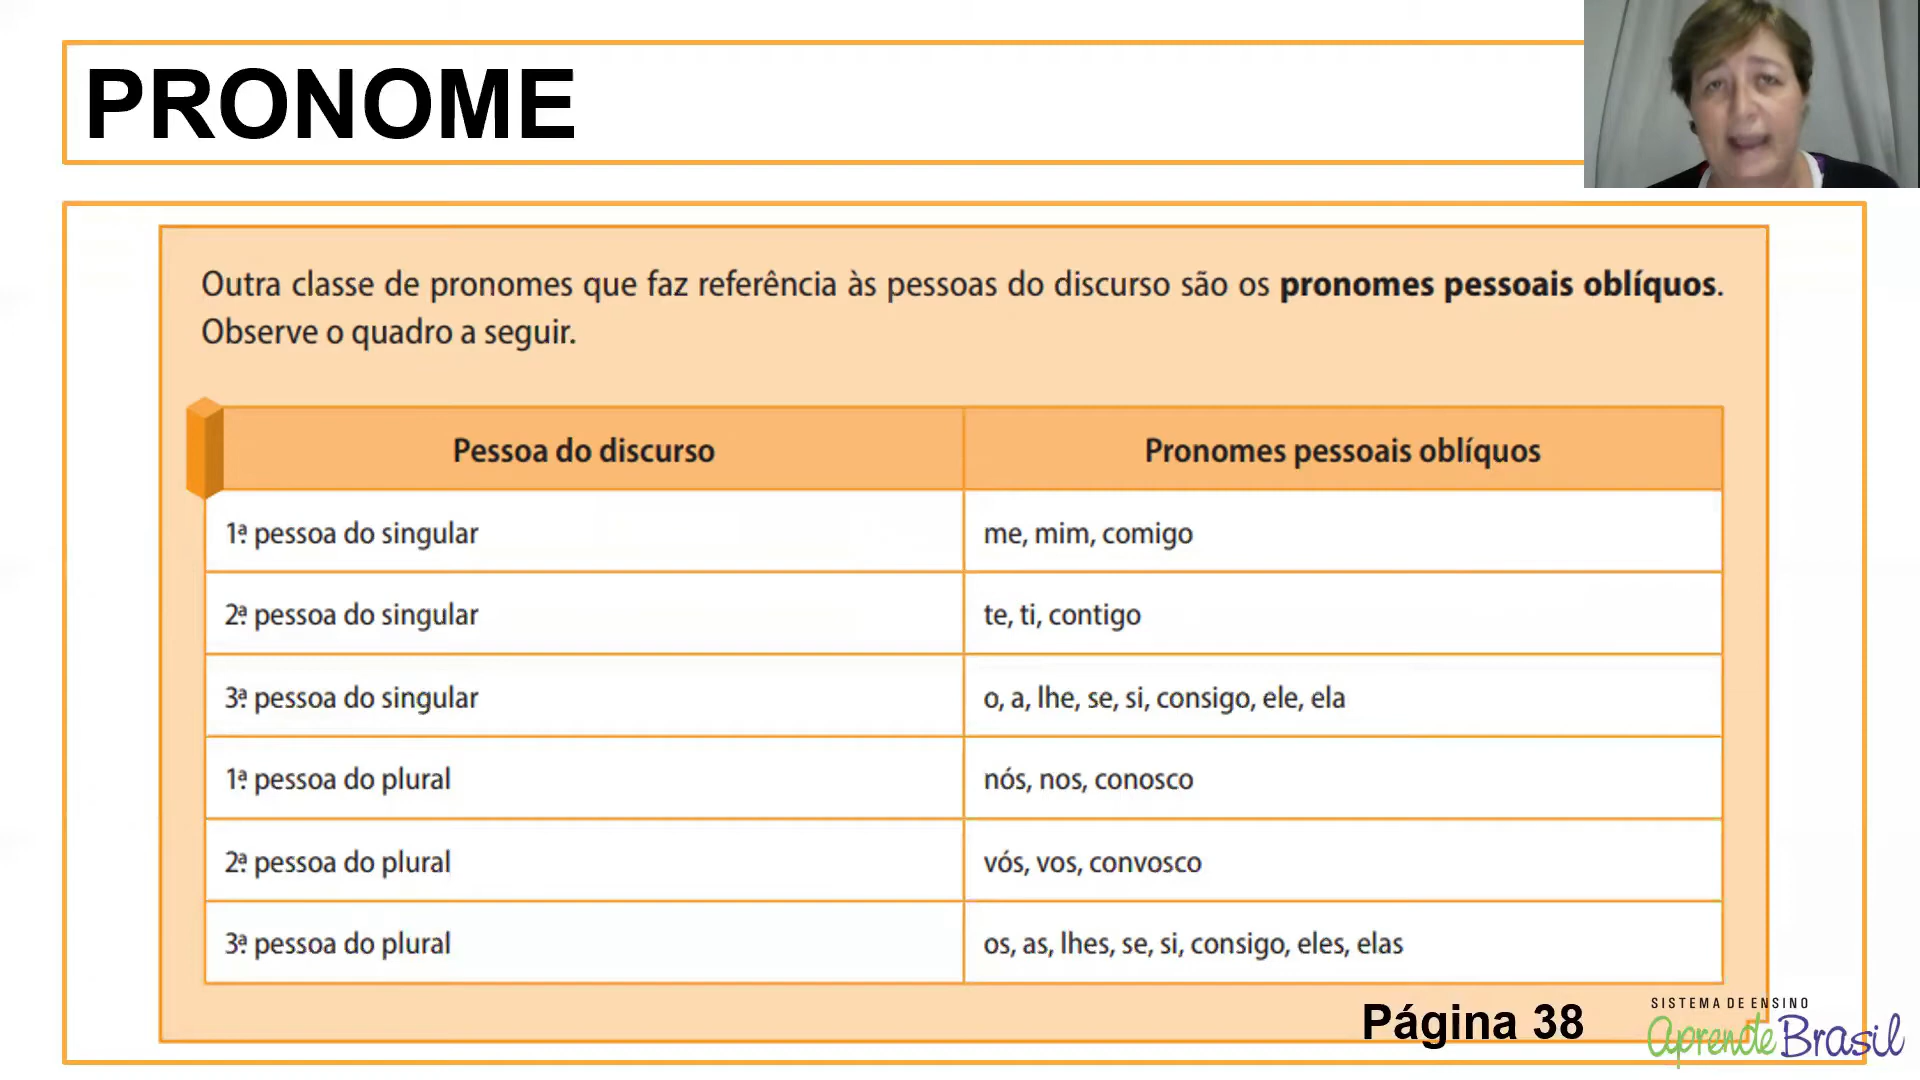 PRONOME
Outra classe de pronomes que faz referência às pessoas do discurso são os pronomes pessoais oblíquos.
Observe o quadro a seguir.
Pessoa do discurso Pronomes pessoais oblíquos
1ª. pessoa do singular me, mim, comigo
2ª. pessoa do singular te, ti, contigo
3ª. pessoa do singular o, a, lhe, se, si, consigo, ele, ela
1ª. pessoa do plural nós, nos, conosco
2ª. pessoa do plural vós, vos, convosco
3ª. pessoa do plural os, as, lhes, se, si, consigo, eles, elas
Página 38
SISTEMA DE ENSINO
aprende Brasil